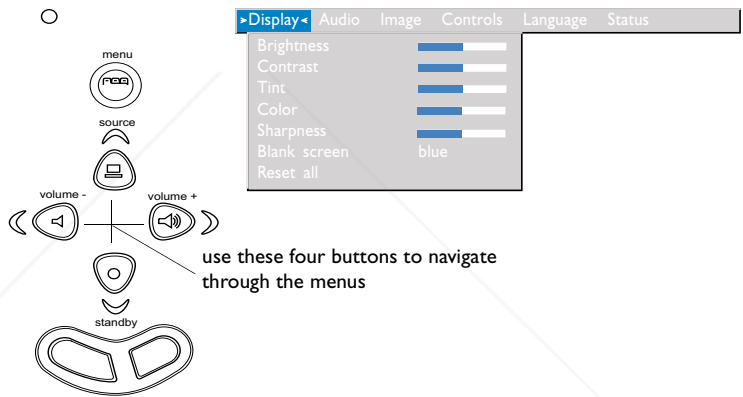 >Display< Audio Image Controls Language Status
Brightness
Contrast
Tint
Color
Sharpness
Blank screen blue
Reset all
menu
source
volume -
volume +
use these four buttons to navigate
through the menus
standby